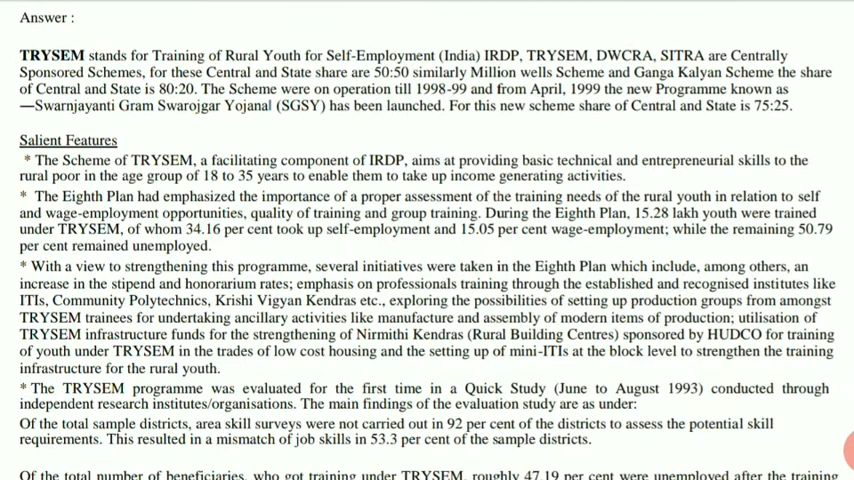 Answer :
TRYSEM stands for Training of Rural Youth for Self-Employment (India) IRDP, TRYSEM, DWCRA, SITRA are Centrally
Sponsored Schemes, for these Central and State share are 50:50 similarly Million wells Scheme and Ganga Kalyan Scheme the share
of Central and State is 80:20. The Scheme were on operation till 1998-99 and from April, 1999 the new Programme known as
―Swarnjayanti Gram Swarojgar Yojanaǁ (SGSY) has been launched. For this new scheme share of Central and State is 75:25.
Salient Features
* The Scheme of TRYSEM, a facilitating component of IRDP, aims at providing basic technical and entrepreneurial skills to the
rural poor in the age group of 18 to 35 years to enable them to take up income generating activities.
* The Eighth Plan had emphasized the importance of a proper assessment of the training needs of the rural youth in relation to self
and wage-employment opportunities, quality of training and group training. During the Eighth Plan, 15.28 lakh youth were trained
under TRYSEM, of whom 34.16 per cent took up self-employment and 15.05 per cent wage-employment; while the remaining 50.79
per cent remained unemployed.
* With a view to strengthening this programme, several initiatives were taken in the Eighth Plan which include, among others, an
increase in the stipend and honorarium rates; emphasis on professionals training through the established and recognised institutes like
ITIs, Community Polytechnics, Krishi Vigyan Kendras etc., exploring the possibilities of setting up production groups from amongst
TRYSEM trainees for undertaking ancillary activities like manufacture and assembly of modern items of production; utilisation of
TRYSEM infrastructure funds for the strengthening of Nirmithi Kendras (Rural Building Centres) sponsored by HUDCO for training
of youth under TRYSEM in the trades of low cost housing and the setting up of mini-ITIs at the block level to strengthen the training
infrastructure for the rural youth.
* The TRYSEM programme was evaluated for the first time in a Quick Study (June to August 1993) conducted through
independent research institutes/organisations. The main findings of the evaluation study are as under:
Of the total sample districts, area skill surveys were not carried out in 92 per cent of the districts to assess the potential skill
requirements. This resulted in a mismatch of job skills in 53.3 per cent of the sample districts.
Of the total number of beneficiaries, who got training under TRYSEM, roughly 47.19 per cent were unemployed after the training